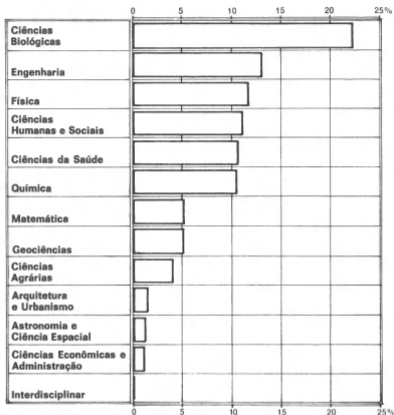 0 5 10 15 20 25%
Ciências
Biológicas
Engenharia
Física
Ciências
Humanas e Sociais
Ciências da Saúde
Química
Matemática
Geociências
Ciências
Agrárias
Arquitetura
e Urbanismo
Astronomia e
Ciência Espacial
Ciências Econômicas e
Administração
Interdisciplinar
0 5 10 15 20 25%